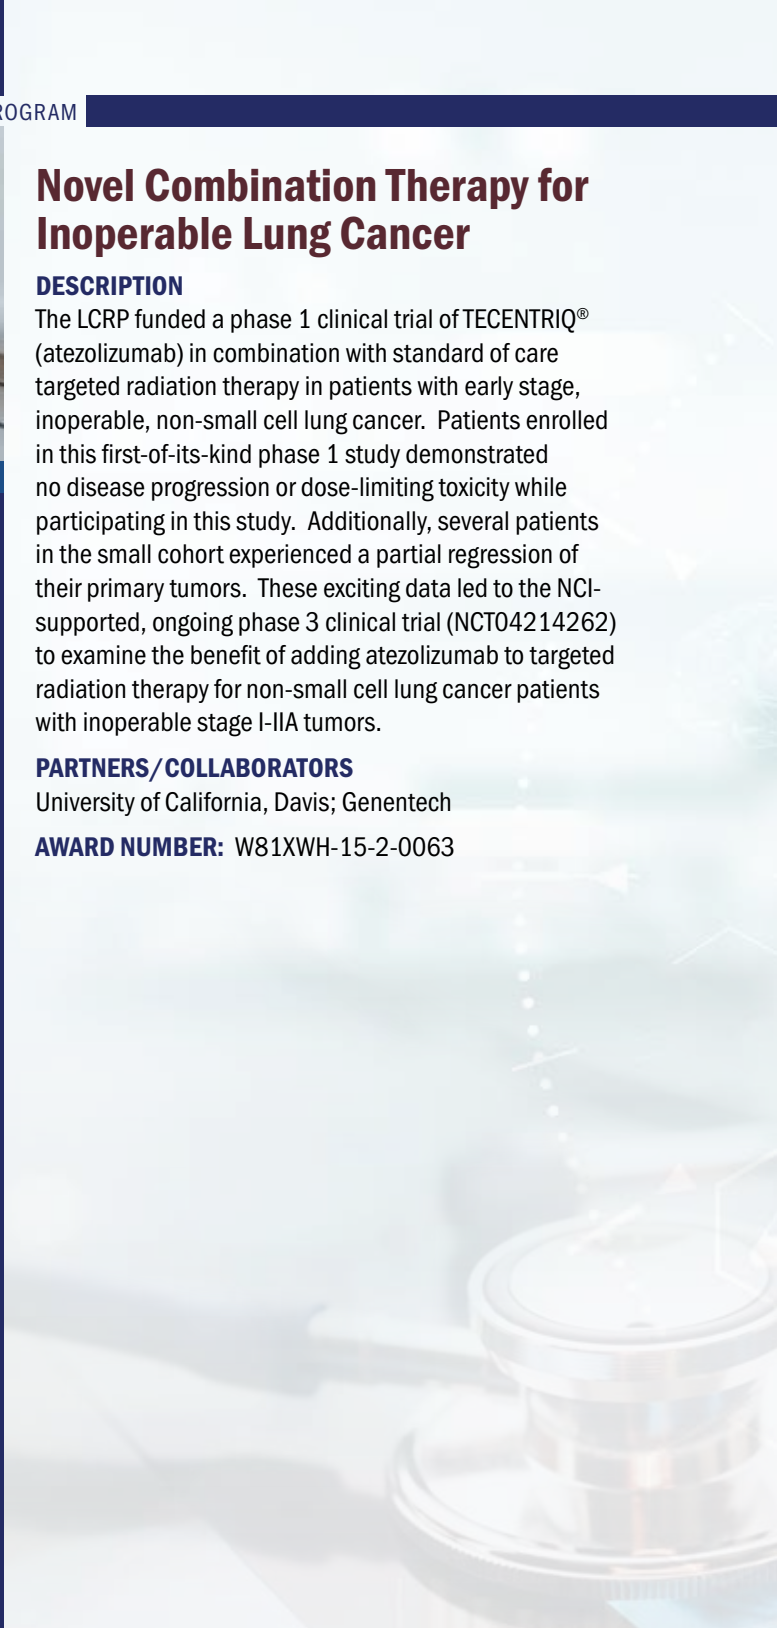 Novel Combination Therapy for
Inoperable Lung Cancer
DESCRIPTION
The LCRP funded a phase 1 clinical trial of TECENTRIQ®
(atezolizumab) in combination with standard of care
targeted radiation therapy in patients with early stage,
inoperable, non-small cell lung cancer.  Patients enrolled
in this first-of-its-kind phase 1 study demonstrated
no disease progression or dose-limiting toxicity while
participating in this study.  Additionally, several patients
in the small cohort experienced a partial regression of
their primary tumors.  These exciting data led to the NCI-
supported, ongoing phase 3 clinical trial (NCT04214262)
to examine the benefit of adding atezolizumab to targeted
radiation therapy for non-small cell lung cancer patients
with inoperable stage I-IIA tumors.
PARTNERS/COLLABORATORS
University of California, Davis; Genentech
AWARD NUMBER:  W81XWH-15-2-0063